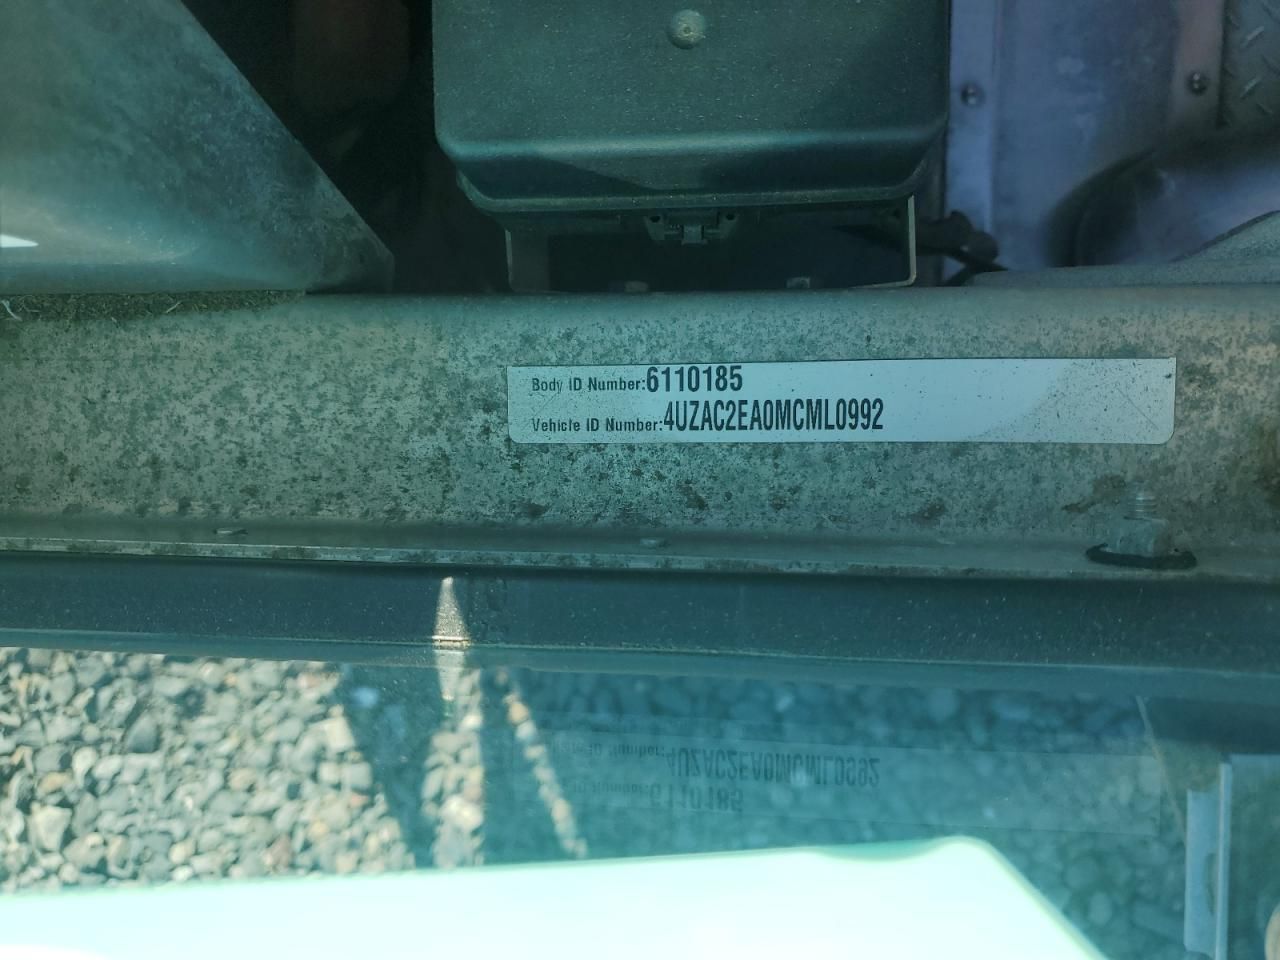 Body ID Number:6110185
Vehicle ID Number:4UZAC2EA0MCML0992